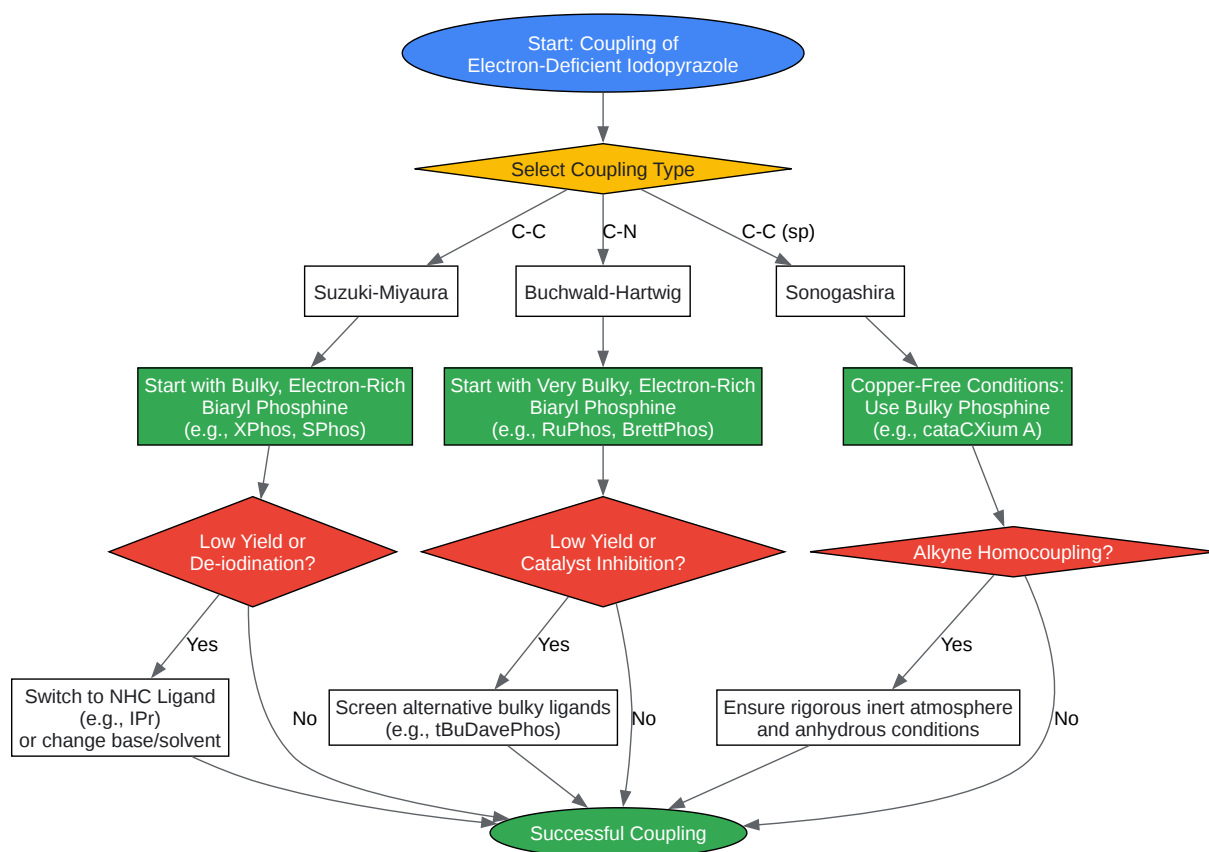 Start: Coupling of
Electron-Deficient Iodopyrazole
Select Coupling Type
C-C
C-N
C-C (sp)
Suzuki-Miyaura
Buchwald-Hartwig
Sonogashira
Start with Bulky, Electron-Rich
Biaryl Phosphine
(e.g., XPhos, SPhos)
Start with Very Bulky, Electron-Rich
Biaryl Phosphine
(e.g., RuPhos, BrettPhos)
Copper-Free Conditions:
Use Bulky Phosphine
(e.g., cataCXium A)
Low Yield or
De-iodination?
Low Yield or
Catalyst Inhibition?
Alkyne Homocoupling?
Yes
Yes
Yes
Switch to NHC Ligand
(e.g., IPr)
or change base/solvent
No
Screen alternative bulky ligands
(e.g., tBuDavePhos)
No
Ensure rigorous inert atmosphere
and anhydrous conditions
No
Successful Coupling